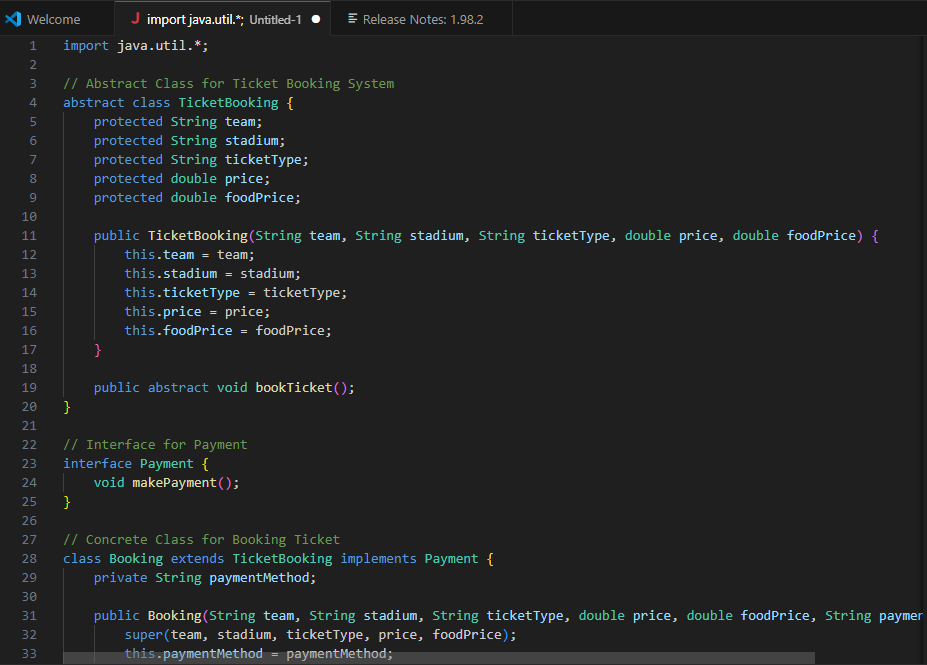 Welcome
J import java.util.*; Untitled-1
Release Notes: 1.98.2
1 import java.util.*;
2
3 // Abstract Class for Ticket Booking System
4 abstract class TicketBooking {
5     protected String team;
6     protected String stadium;
7     protected String ticketType;
8     protected double price;
9     protected double foodPrice;
10
11     public TicketBooking(String team, String stadium, String ticketType, double price, double foodPrice) {
12         this.team = team;
13         this.stadium = stadium;
14         this.ticketType = ticketType;
15         this.price = price;
16         this.foodPrice = foodPrice;
17     }
18
19     public abstract void bookTicket();
20 }
21
22 // Interface for Payment
23 interface Payment {
24     void makePayment();
25 }
26
27 // Concrete Class for Booking Ticket
28 class Booking extends TicketBooking implements Payment {
29     private String paymentMethod;
30
31     public Booking(String team, String stadium, String ticketType, double price, double foodPrice, String paymen
32         super(team, stadium, ticketType, price, foodPrice);
33         this.paymentMethod = paymentMethod;